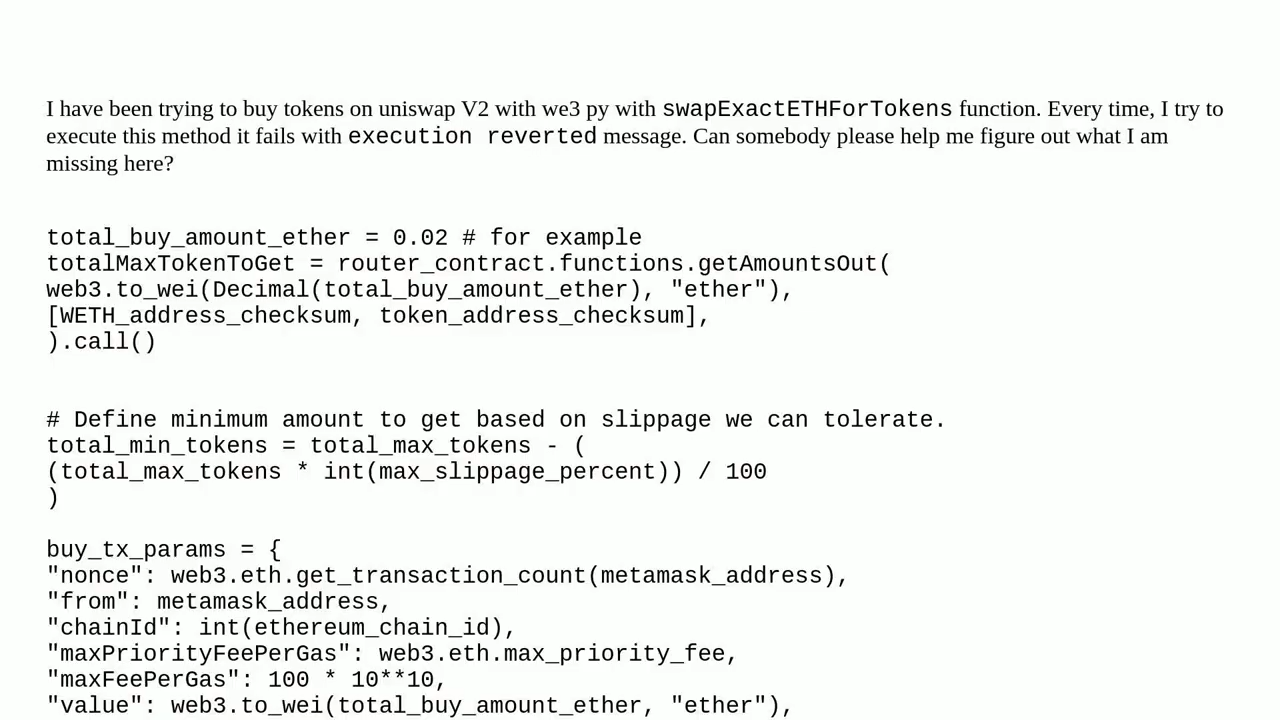 I have been trying to buy tokens on uniswap V2 with we3 py with swapExactETHForTokens function. Every time, I try to
execute this method it fails with execution reverted message. Can somebody please help me figure out what I am
missing here?
total_buy_amount_ether = 0.02 # for example
totalMaxTokenToGet = router_contract.functions.getAmountsOut(
web3.to_wei(Decimal(total_buy_amount_ether), "ether"),
[WETH_address_checksum, token_address_checksum],
).call()
# Define minimum amount to get based on slippage we can tolerate.
total_min_tokens = total_max_tokens - (
(total_max_tokens * int(max_slippage_percent)) / 100
)
buy_tx_params = {
"nonce": web3.eth.get_transaction_count(metamask_address),
"from": metamask_address,
"chainId": int(ethereum_chain_id),
"maxPriorityFeePerGas": web3.eth.max_priority_fee,
"maxFeePerGas": 100 * 10**10,
"value": web3.to_wei(total_buy_amount_ether, "ether"),